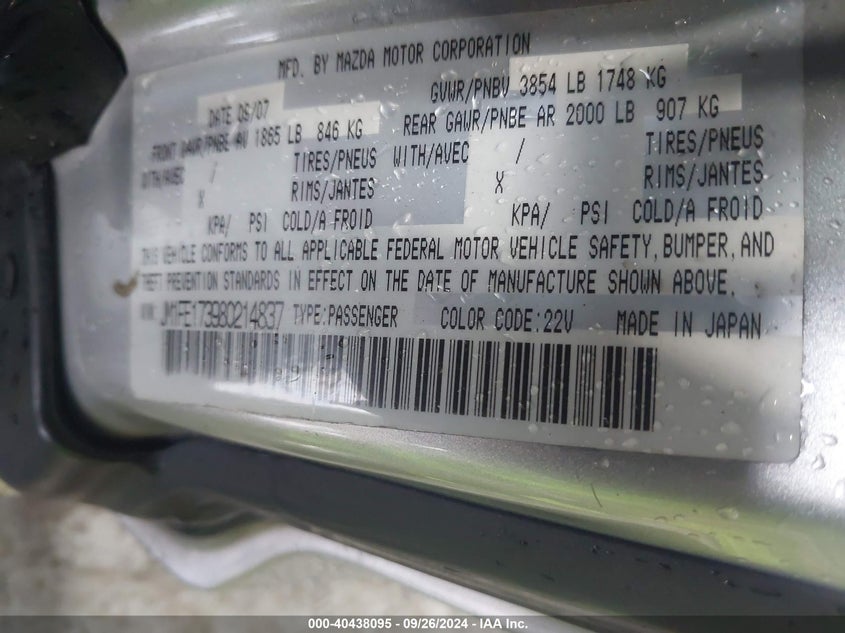 MFD. BY MAZDA MOTOR CORPORATION
DATE 06/07 GVWR/PNBV 3854 LB 1748 KG
FRONT GAWR/PNBE AV 1865 LB 846 KG REAR GAWR/PNBE AR 2000 LB 907 KG
WITH/AVEC / TIRES/PNEUS WITH/AVEC / TIRES/PNEUS
X RIMS/JANTES X RIMS/JANTES
KPA/ PSI COLD/A FROID KPA/ PSI COLD/A FROID
THIS VEHICLE CONFORMS TO ALL APPLICABLE FEDERAL MOTOR VEHICLE SAFETY, BUMPER, AND
THEFT PREVENTION STANDARDS IN EFFECT ON THE DATE OF MANUFACTURE SHOWN ABOVE.
JM1FE173980214837 TYPE:PASSENGER COLOR CODE:22V MADE IN JAPAN
000-40438095 - 09/26/2024 - IAA Inc.